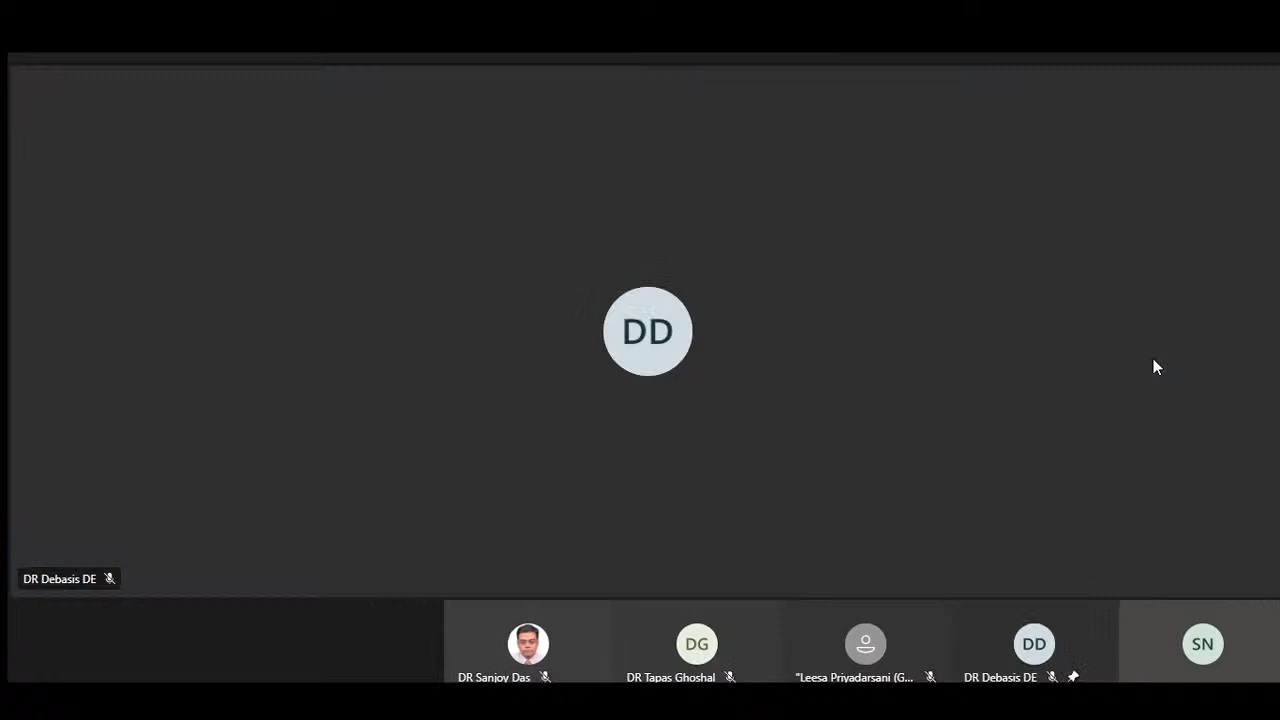 DD
DR Debasis DE
DG
DD
SN
DR Sanjoy Das
DR Tapas Ghoshal
"Leesa Priyadarsani (G...
DR Debasis DE